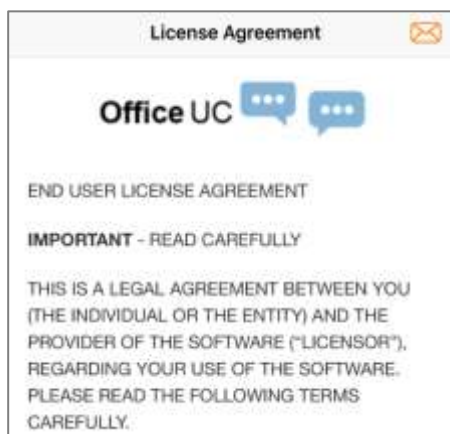 License Agreement
Office UC
END USER LICENSE AGREEMENT
IMPORTANT - READ CAREFULLY
THIS IS A LEGAL AGREEMENT BETWEEN YOU
(THE INDIVIDUAL OR THE ENTITY) AND THE
PROVIDER OF THE SOFTWARE ("LICENSOR"),
REGARDING YOUR USE OF THE SOFTWARE.
PLEASE READ THE FOLLOWING TERMS
CAREFULLY.